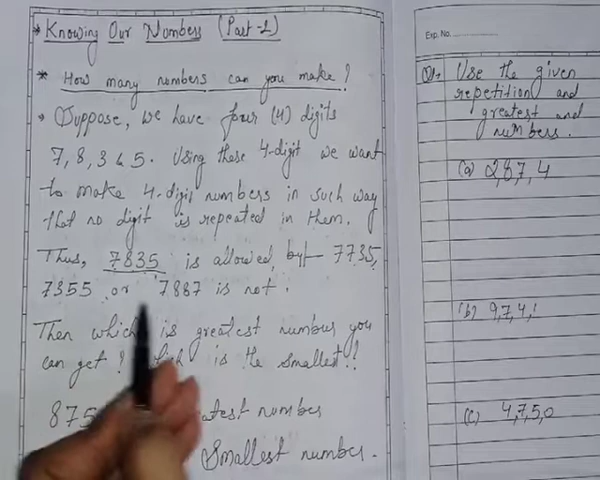 * Knowing Our Numbers (Part-1)
* How many numbers can you make?
• Suppose, we have four (4) digits
7, 8, 3 & 5. Using these 4-digit we want
to make 4-digit numbers in such way
that no digit is repeated in them.
Thus, 7835 is allowed, but 7735,
7355 or 7887 is not.
Then which is greatest number you
can get? is the smallest!!
875 number
Smallest number.
Exp. No.
Q1. Use the given
repetition and
greatest and
numbers.
(a) 2,8,7,4
(b) 9,7,4,1
(c) 4,7,5,0